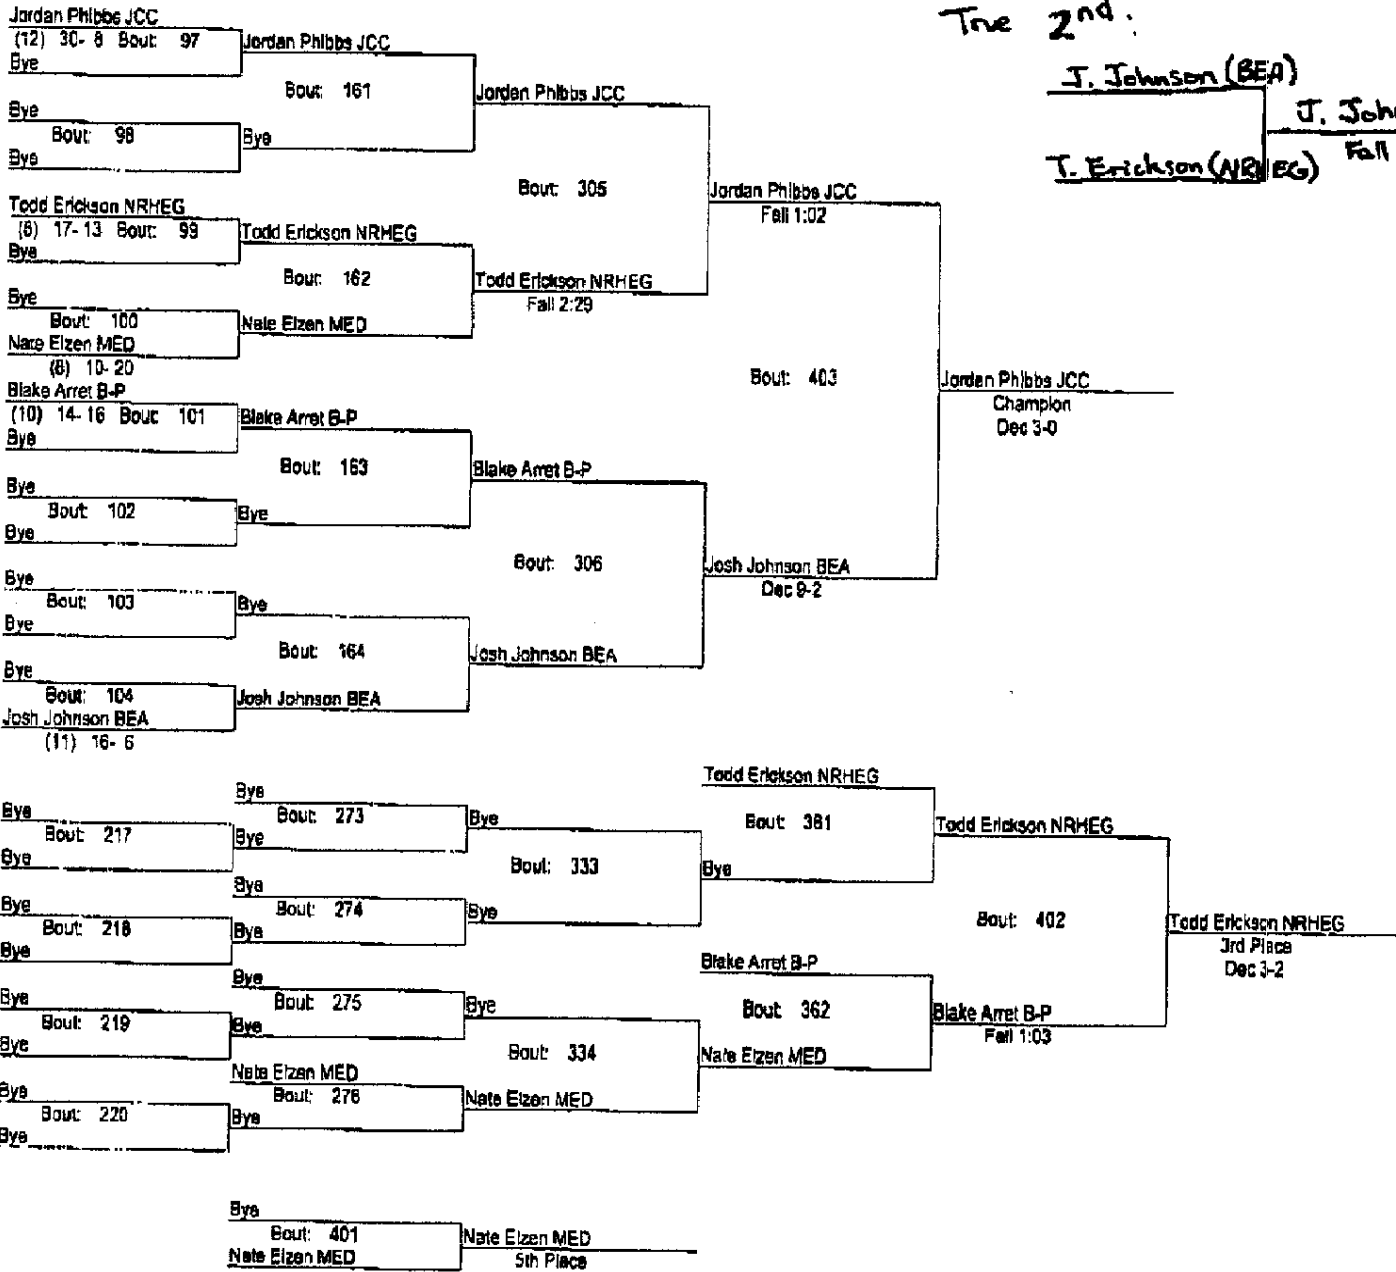 True 2nd.
J. Johnson (BEA)
T. Erickson (NRHEG)
Fall
Jordan Phibbs JCC
(12) 30- 8 Bout: 97
Bye
Jordan Phibbs JCC
Bout: 161
Bye
Bout: 98
Bye
Bye
Jordan Phibbs JCC
Bout: 305
Todd Erickson NRHEG
(6) 17- 13 Bout: 99
Bye
Todd Erickson NRHEG
Bout: 162
Bye
Bout: 100
Nate Elzen MED
(8) 10- 20
Nate Elzen MED
Todd Erickson NRHEG
Fall 2:29
Jordan Phibbs JCC
Fall 1:02
Bout: 403
Jordan Phibbs JCC
Champion
Dec 3-0
Blake Arret B-P
(10) 14- 16 Bout: 101
Bye
Blake Arret B-P
Bout: 163
Bye
Bout: 102
Bye
Bye
Blake Arret B-P
Bout: 306
Bye
Bout: 103
Bye
Bye
Bout: 164
Bye
Bout: 104
Josh Johnson BEA
(11) 16- 6
Josh Johnson BEA
Josh Johnson BEA
Josh Johnson BEA
Dec 9-2
Bye
Bout: 217
Bye
Bye
Bout: 273
Bye
Bye
Bout: 333
Bye
Bout: 218
Bye
Bye
Bout: 274
Bye
Bye
Bye
Todd Erickson NRHEG
Bout: 361
Todd Erickson NRHEG
Bout: 402
Todd Erickson NRHEG
3rd Place
Dec 3-2
Bye
Bout: 219
Bye
Bye
Bout: 275
Bye
Bye
Bout: 334
Bye
Bout: 220
Bye
Nate Elzen MED
Bout: 276
Bye
Nate Elzen MED
Blake Arret B-P
Bout: 362
Nate Elzen MED
Blake Arret B-P
Fall 1:03
Bye
Bout: 401
Nate Elzen MED
Nate Elzen MED
5th Place